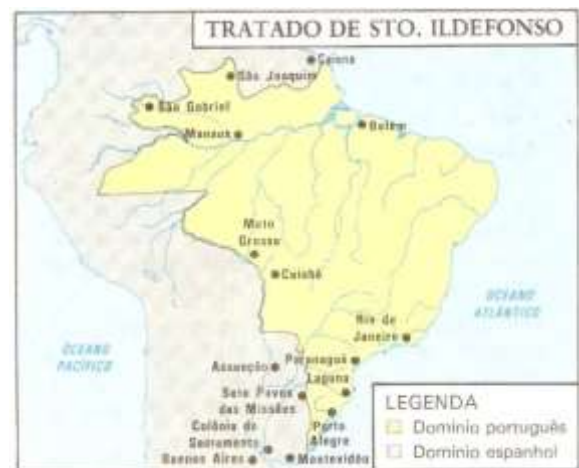 TRATADO DE STO. ILDEFONSO
Caiena
São Joaquim
São Gabriel
Manaus
Belém
Mato
Grosso
Cuiabá
Rio de
Janeiro
OCEANO
ATLÂNTICO
OCEANO
PACÍFICO
Paranaguá
Assunção
Laguna
Sete Povos
das Missões
Colônia do
Sacramento
Porto
Alegre
Buenos Aires
Montevidéu
LEGENDA
Domínio português
Domínio espanhol